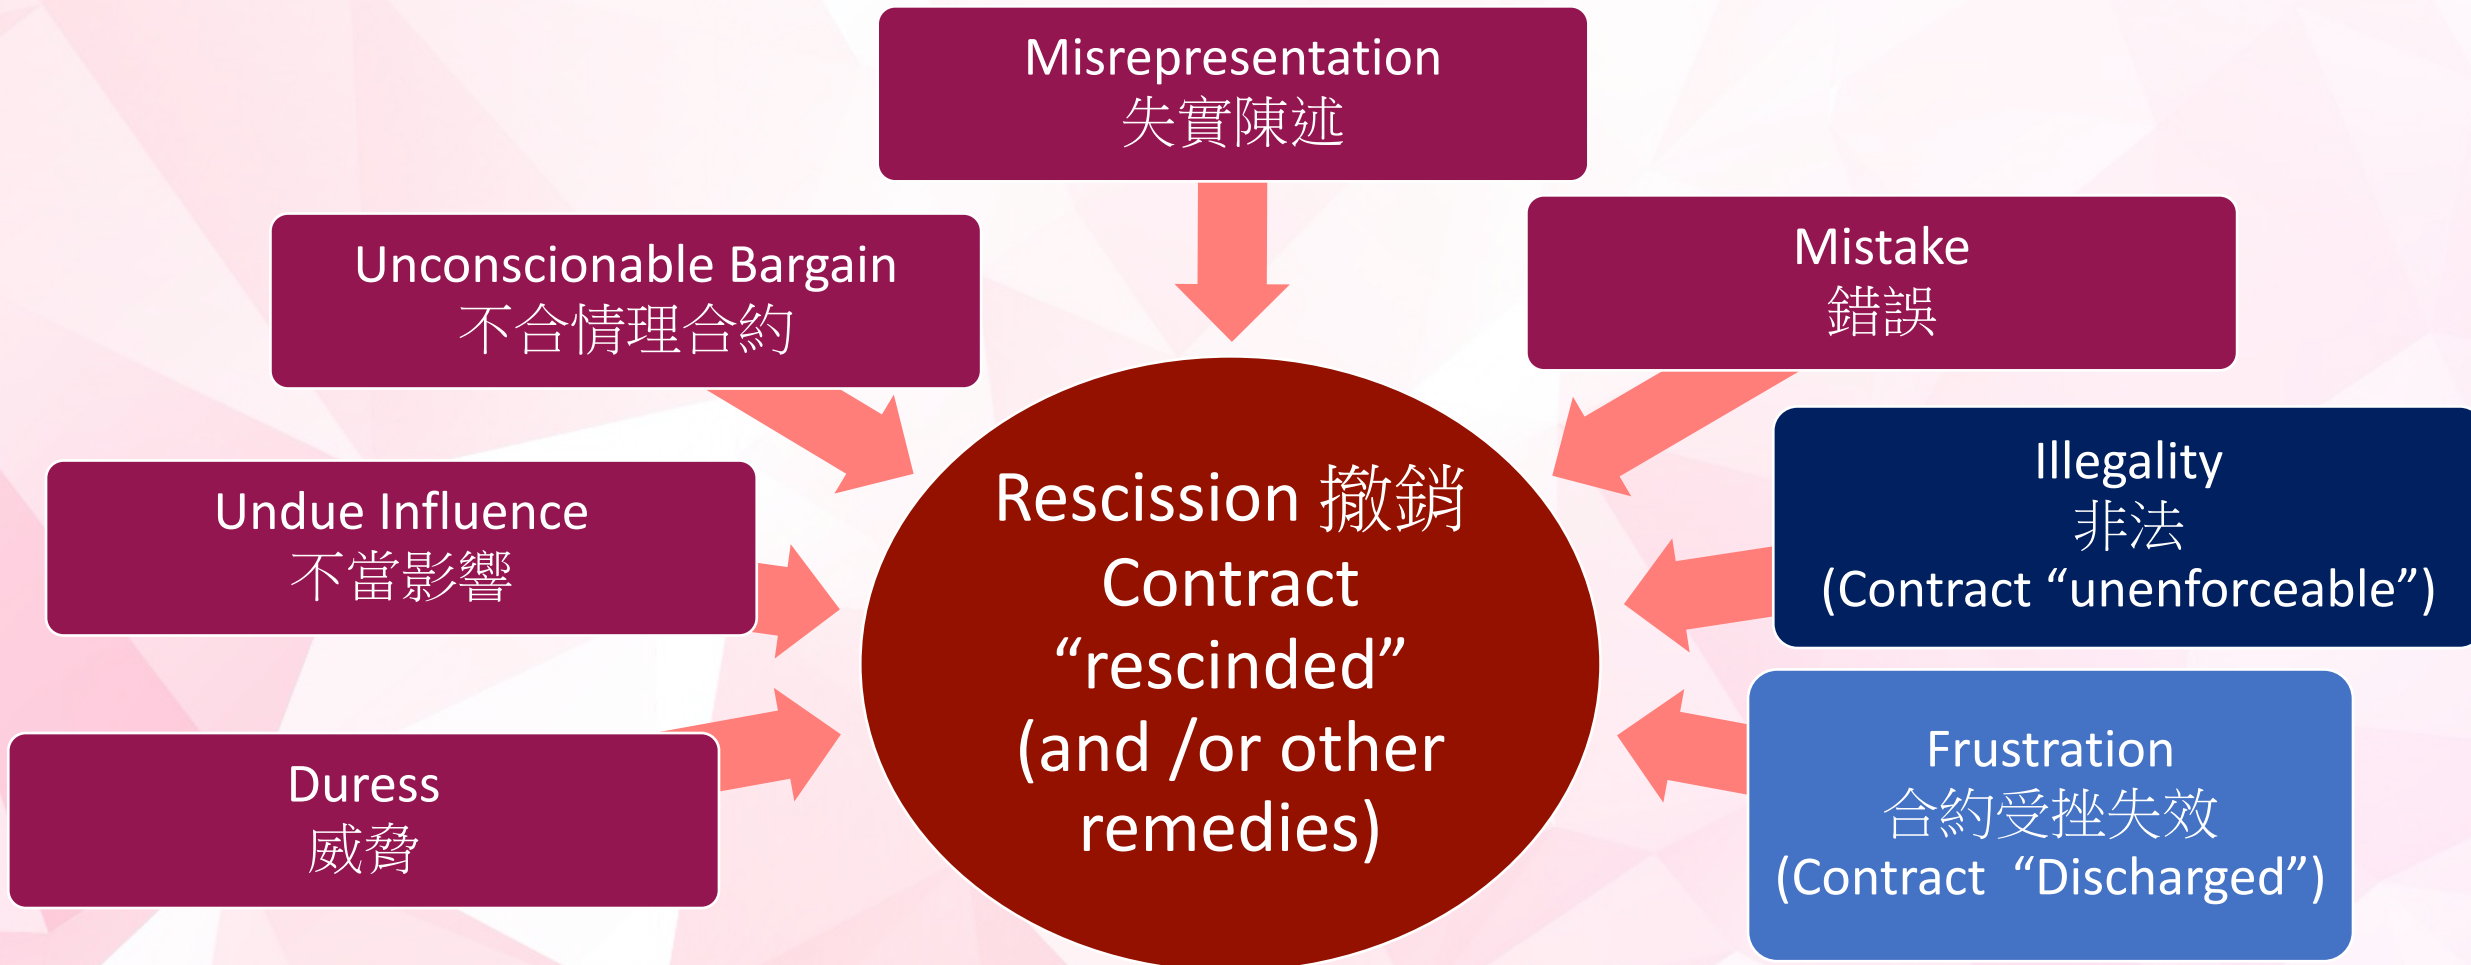 Misrepresentation
失實陳述
Unconscionable Bargain
不合情理合約
Mistake
錯誤
Undue Influence
不當影響
Illegality
非法
(Contract “unenforceable”)
Duress
威脅
Frustration
合約受挫失效
(Contract “Discharged”)
Rescission 撤銷
Contract
“rescinded”
(and /or other
remedies)